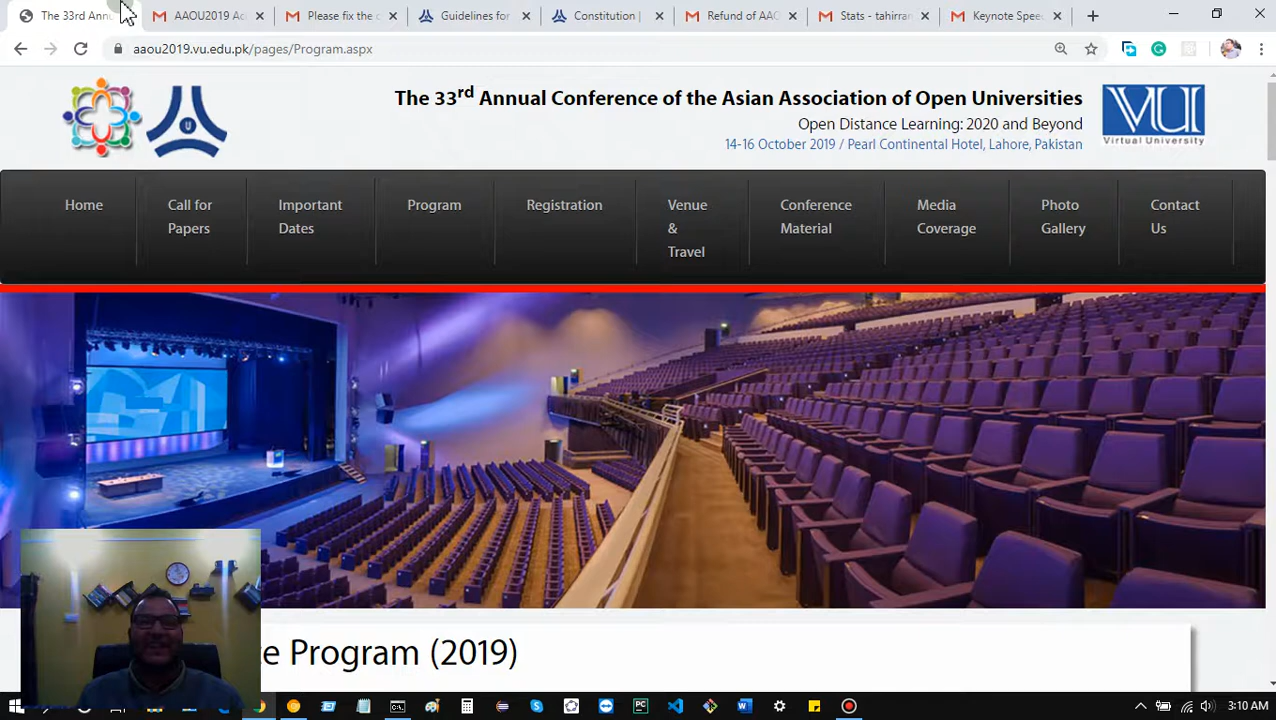 The 33rd Ann
AAOU2019 Ac
Please fix the c
Guidelines for
Constitution |
Refund of AAO
Stats - tahirran
Keynote Spee
aaou2019.vu.edu.pk/pages/Program.aspx
The 33rd Annual Conference of the Asian Association of Open Universities
Open Distance Learning: 2020 and Beyond
14-16 October 2019 / Pearl Continental Hotel, Lahore, Pakistan
U
VU
Virtual University
Home
Call for
Papers
Important
Dates
Program
Registration
Venue
&
Travel
Conference
Material
Media
Coverage
Photo
Gallery
Contact
Us
e Program (2019)
PC
3:10 AM